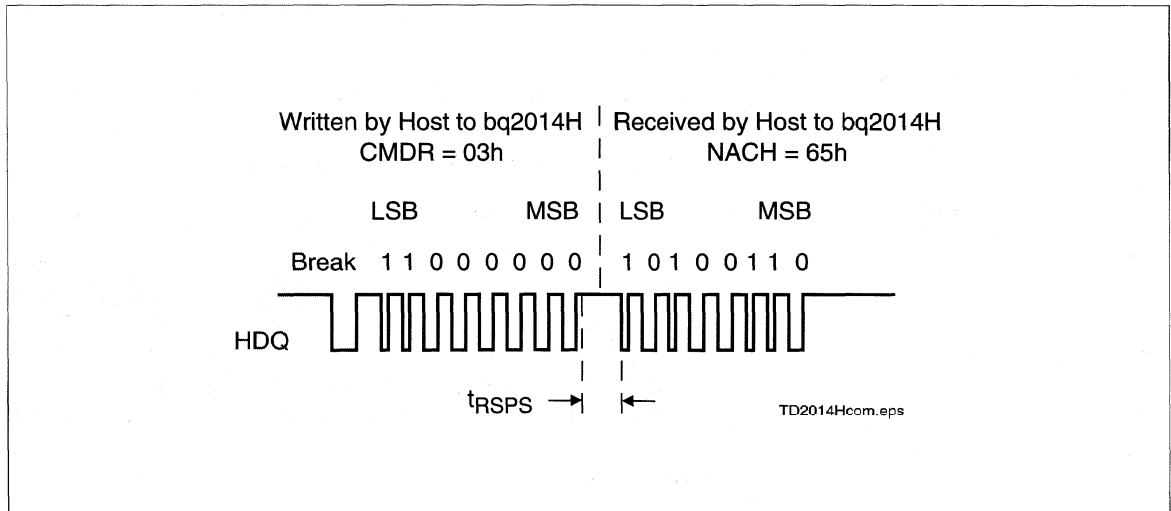 Written by Host to bq2014H
CMDR = 03h
Received by Host to bq2014H
NACH = 65h
LSB MSB LSB MSB
Break 1 1 0 0 0 0 0 0 1 0 1 0 0 1 1 0
HDQ
tRSPS
TD2014Hcom.eps